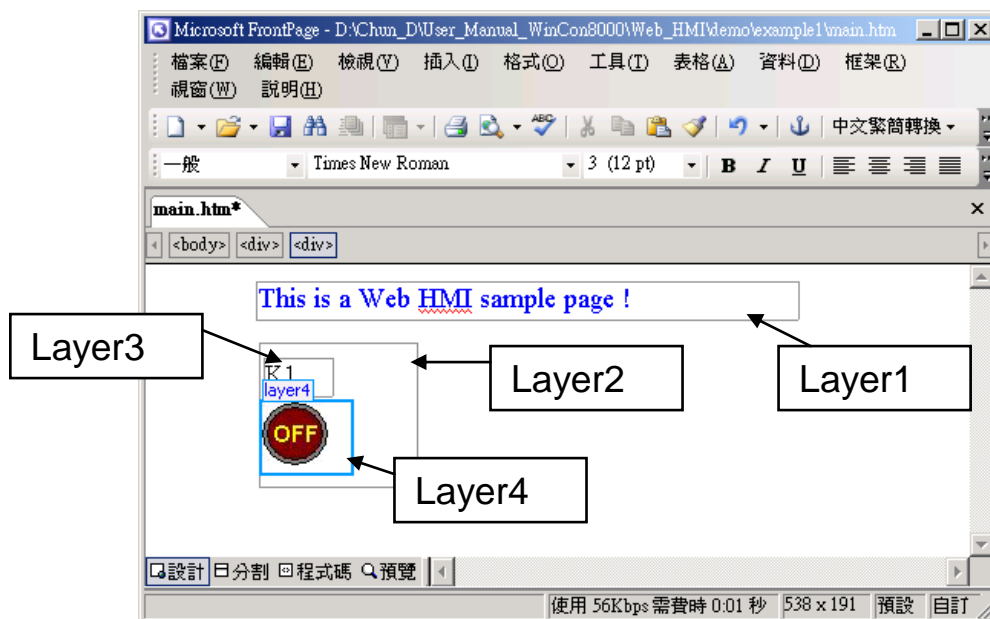 Microsoft FrontPage - D:\Chun_D\User_Manual_WinCon8000\Web_HMI\demo\example1\main.htm
檔案(F) 編輯(E) 檢視(V) 插入(I) 格式(O) 工具(T) 表格(A) 資料(D) 框架(R)
視窗(W) 說明(H)
ABC 中文繁簡轉換
一般 Times New Roman 3 (12 pt) B I U
main.htm*
<body> <div> <div>
This is a Web HMI sample page !
Layer3
Layer2
Layer1
K1
layer4
OFF
Layer4
設計 分割 程式碼 預覽
使用 56Kbps 需費時 0:01 秒 538 x 191 預設 自訂